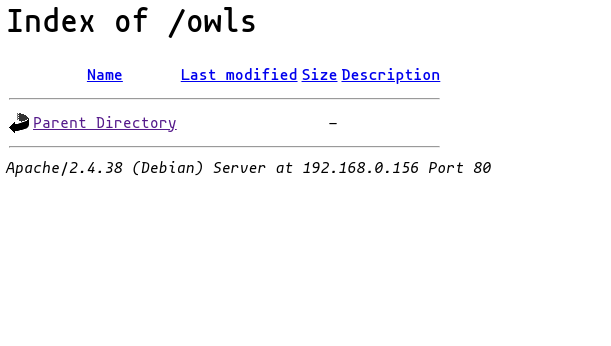 Index of /owls
Name Last modified Size Description
Parent Directory -
Apache/2.4.38 (Debian) Server at 192.168.0.156 Port 80